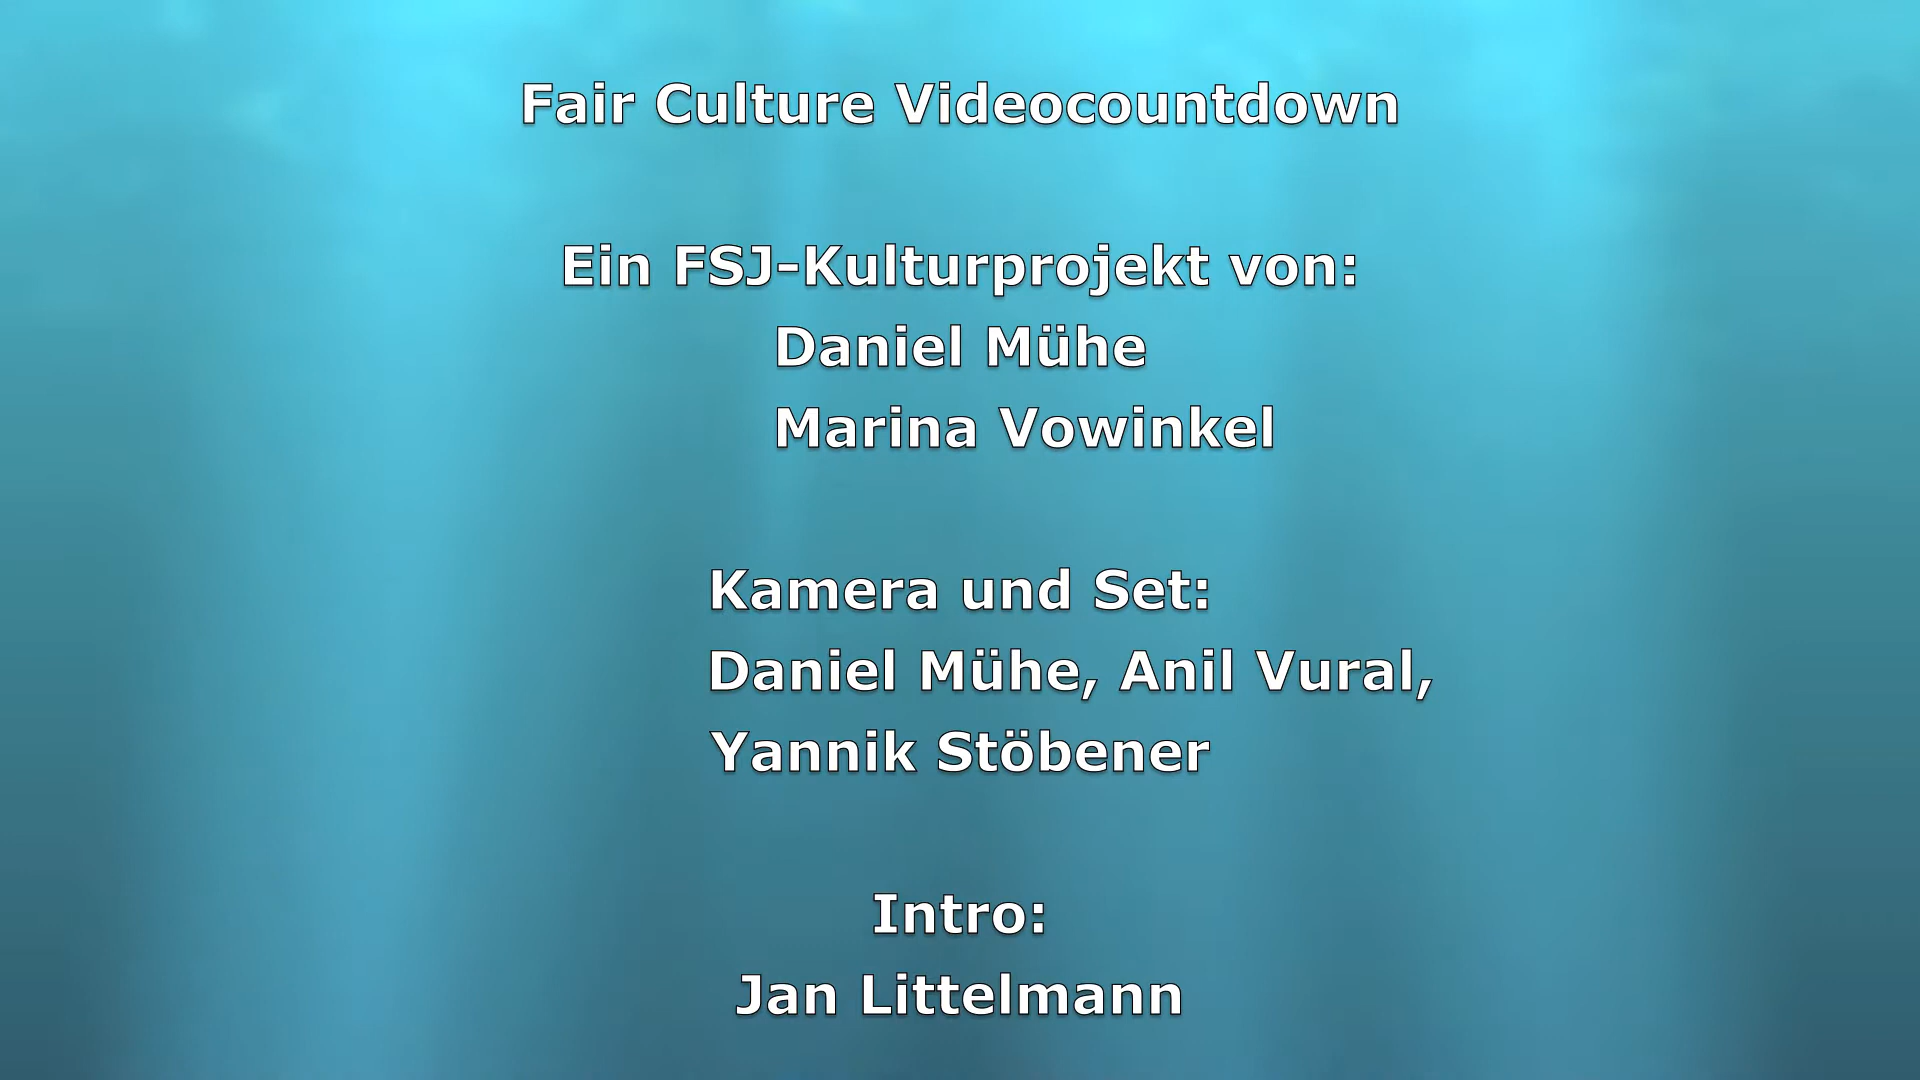 Fair Culture Videocountdown
Ein FSJ-Kulturprojekt von:
Daniel Mühe
Marina Vowinkel
Kamera und Set:
Daniel Mühe, Anil Vural,
Yannik Stöbener
Intro:
Jan Littelmann